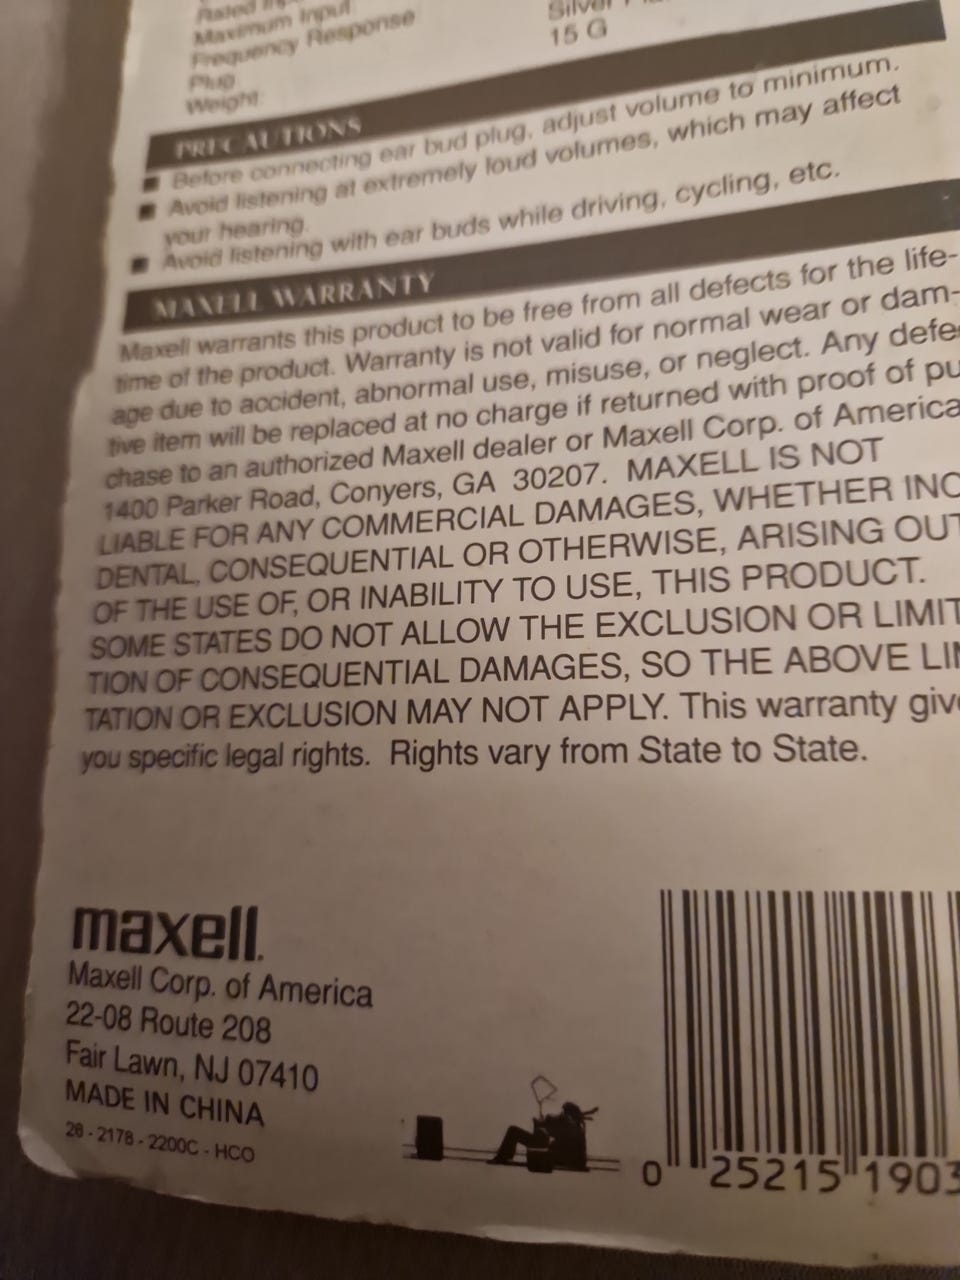 Rated
Maximum Input
Frequency Response
Plug
Silver
Weight
15 G
PRECAUTIONS
■ Before connecting ear bud plug, adjust volume to minimum.
■ Avoid listening at extremely loud volumes, which may affect
your hearing.
■ Avoid listening with ear buds while driving, cycling, etc.
MAXELL WARRANTY
Maxell warrants this product to be free from all defects for the life-
time of the product. Warranty is not valid for normal wear or dam-
age due to accident, abnormal use, misuse, or neglect. Any defe
tive item will be replaced at no charge if returned with proof of pu
chase to an authorized Maxell dealer or Maxell Corp. of America
1400 Parker Road, Conyers, GA 30207. MAXELL IS NOT
LIABLE FOR ANY COMMERCIAL DAMAGES, WHETHER INC
DENTAL, CONSEQUENTIAL OR OTHERWISE, ARISING OUT
OF THE USE OF, OR INABILITY TO USE, THIS PRODUCT.
SOME STATES DO NOT ALLOW THE EXCLUSION OR LIMIT
TION OF CONSEQUENTIAL DAMAGES, SO THE ABOVE LIM
TATION OR EXCLUSION MAY NOT APPLY. This warranty give
you specific legal rights. Rights vary from State to State.
maxell.
Maxell Corp. of America
22-08 Route 208
Fair Lawn, NJ 07410
MADE IN CHINA
28 - 2178 - 2200C - HCO
0 25215 1903